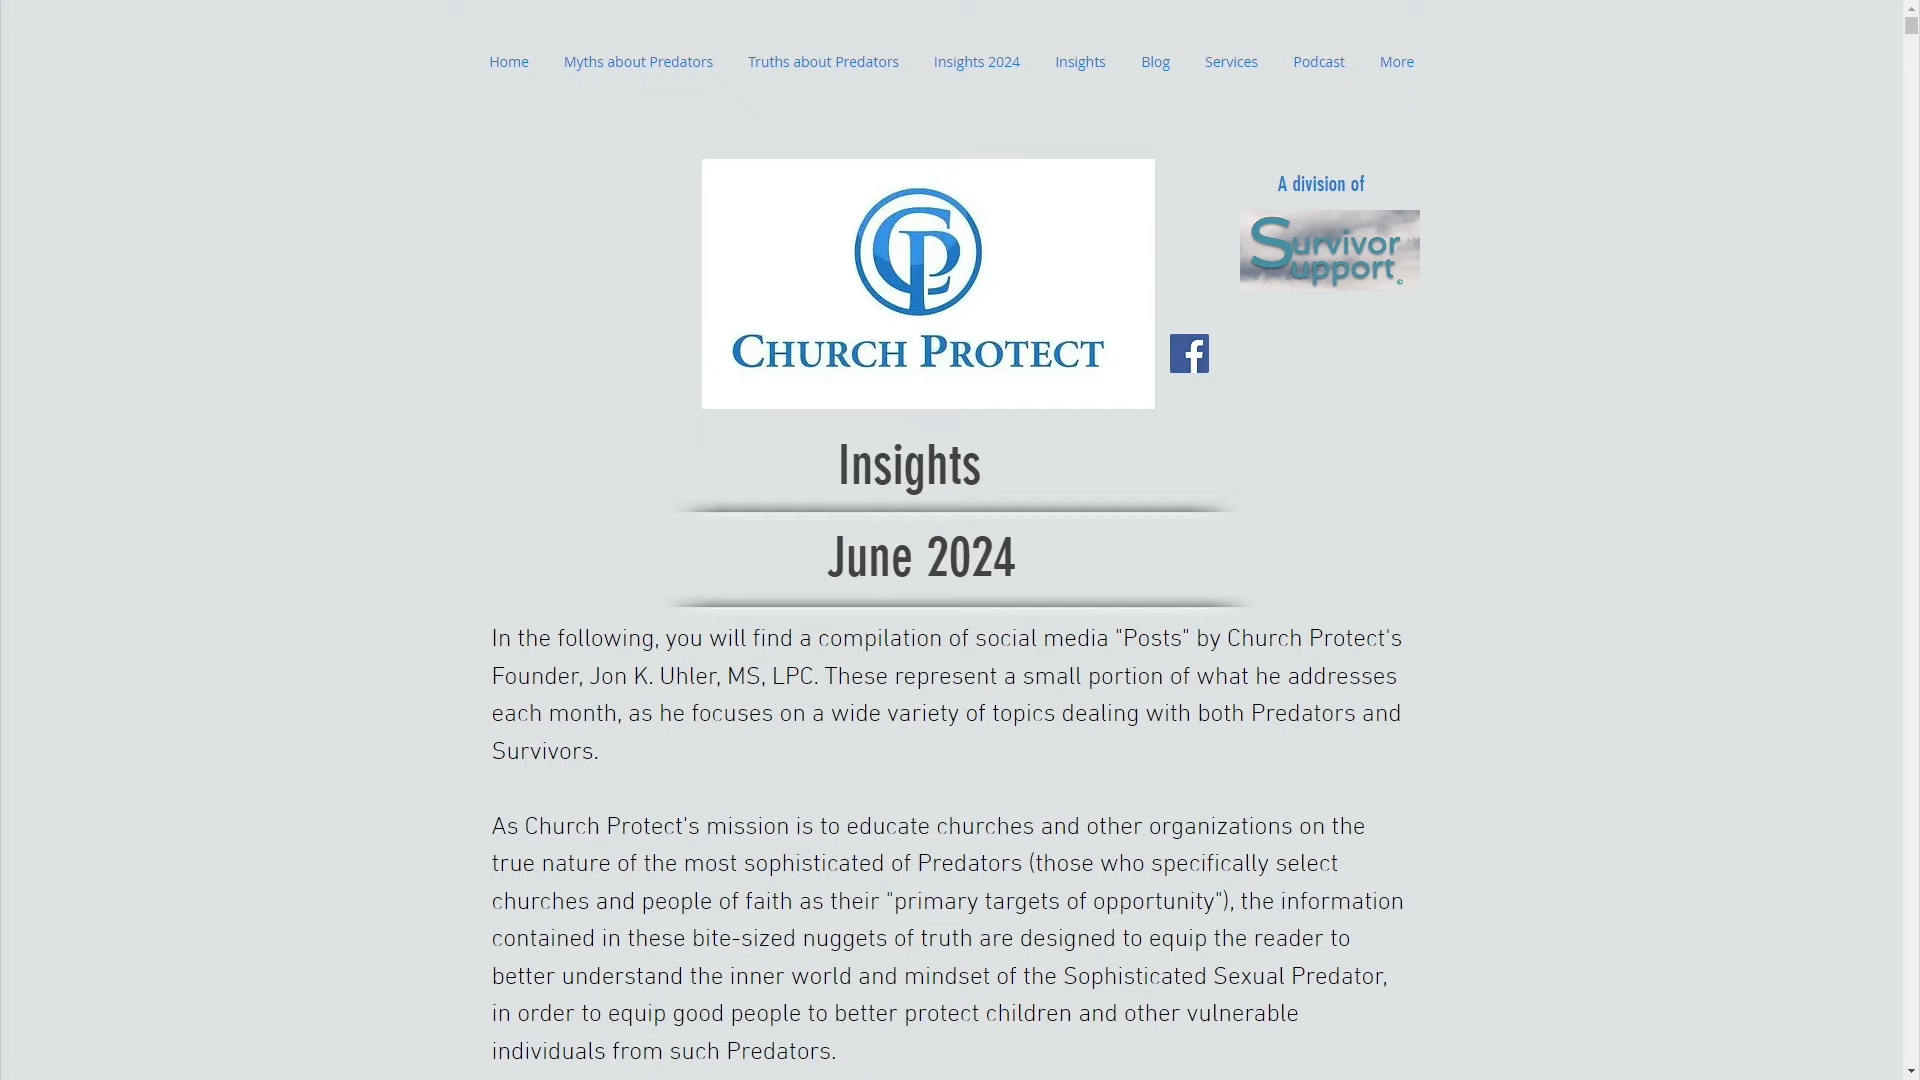 Home Myths about Predators Truths about Predators Insights 2024 Insights Blog Services Podcast More
A division of
Survivor
Support
CP
CHURCH PROTECT
Insights
June 2024
In the following, you will find a compilation of social media "Posts" by Church Protect's
Founder, Jon K. Uhler, MS, LPC. These represent a small portion of what he addresses
each month, as he focuses on a wide variety of topics dealing with both Predators and
Survivors.
As Church Protect's mission is to educate churches and other organizations on the
true nature of the most sophisticated of Predators (those who specifically select
churches and people of faith as their "primary targets of opportunity"), the information
contained in these bite-sized nuggets of truth are designed to equip the reader to
better understand the inner world and mindset of the Sophisticated Sexual Predator,
in order to equip good people to better protect children and other vulnerable
individuals from such Predators.